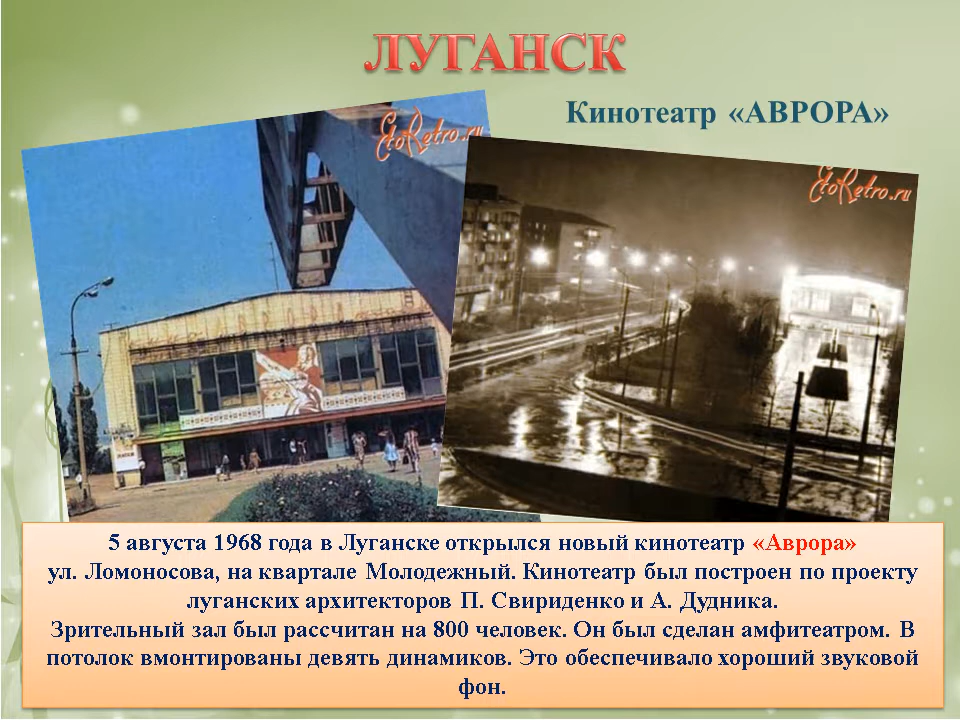 ЛУГАНСК
Кинотеатр «АВРОРА»
EtoRetro.ru
EtoRetro.ru
5 августа 1968 года в Луганске открылся новый кинотеатр «Аврора»
ул. Ломоносова, на квартале Молодежный. Кинотеатр был построен по проекту
луганских архитекторов П. Свириденко и А. Дудника.
Зрительный зал был рассчитан на 800 человек. Он был сделан амфитеатром. В
потолок вмонтированы девять динамиков. Это обеспечивало хороший звуковой
фон.